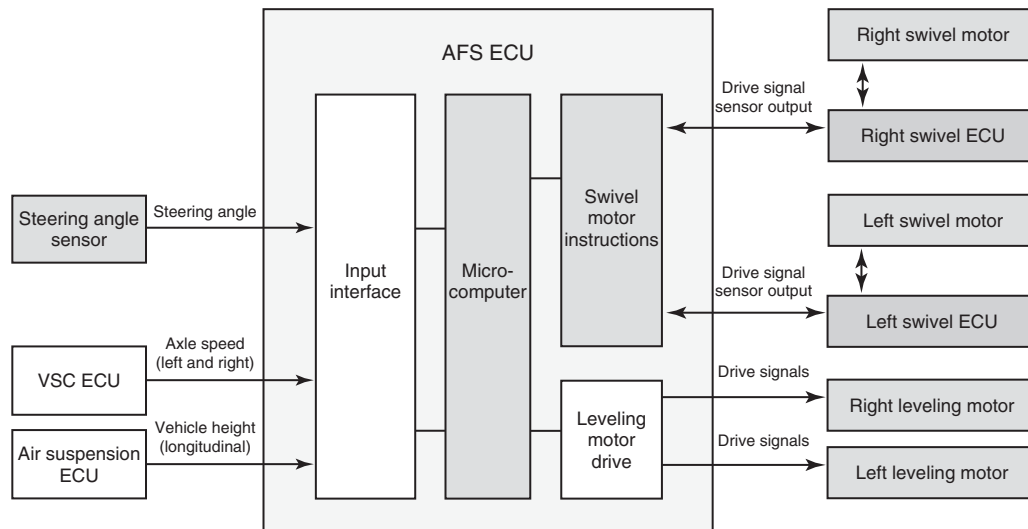 AFS ECU
Steering angle
sensor
Steering angle
VSC ECU
Axle speed
(left and right)
Air suspension
ECU
Vehicle height
(longitudinal)
Input
interface
Micro-
computer
Swivel
motor
instructions
Leveling
motor
drive
Drive signal
sensor output
Right swivel motor
Right swivel ECU
Drive signal
sensor output
Left swivel motor
Left swivel ECU
Drive signals
Right leveling motor
Drive signals
Left leveling motor